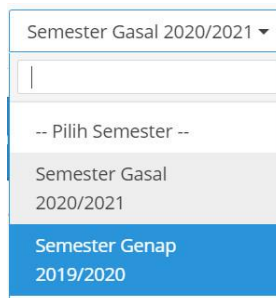 Semester Gasal 2020/2021
-- Pilih Semester --
Semester Gasal
2020/2021
Semester Genap
2019/2020